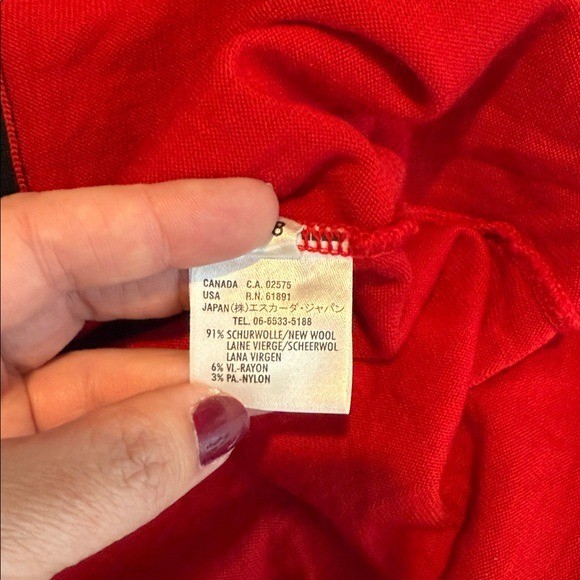 B
CANADA C.A. 02575
USA R.N. 61891
JAPAN(株)エスカーダ・ジャパン
TEL. 06-6533-5188
91% SCHURWOLLE/NEW WOOL
LAINE VIERGE/SCHEERWOL
LANA VIRGEN
6% VI.-RAYON
3% PA.-NYLON